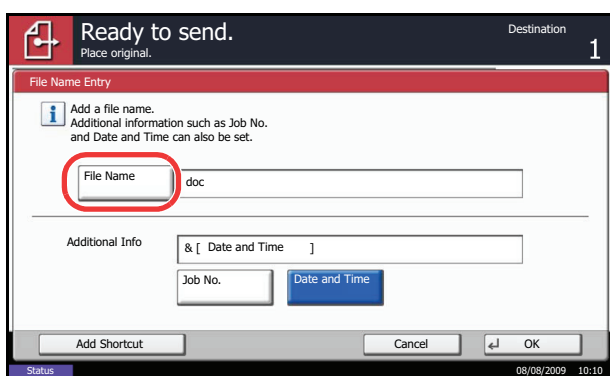 Ready to send.
Destination
Place original.
1
File Name Entry
i
Add a file name.
Additional information such as Job No.
and Date and Time can also be set.
File Name
doc
Additional Info
& [ Date and Time ]
Job No.
Date and Time
Add Shortcut
Cancel
OK
Status
08/08/2009 10:10